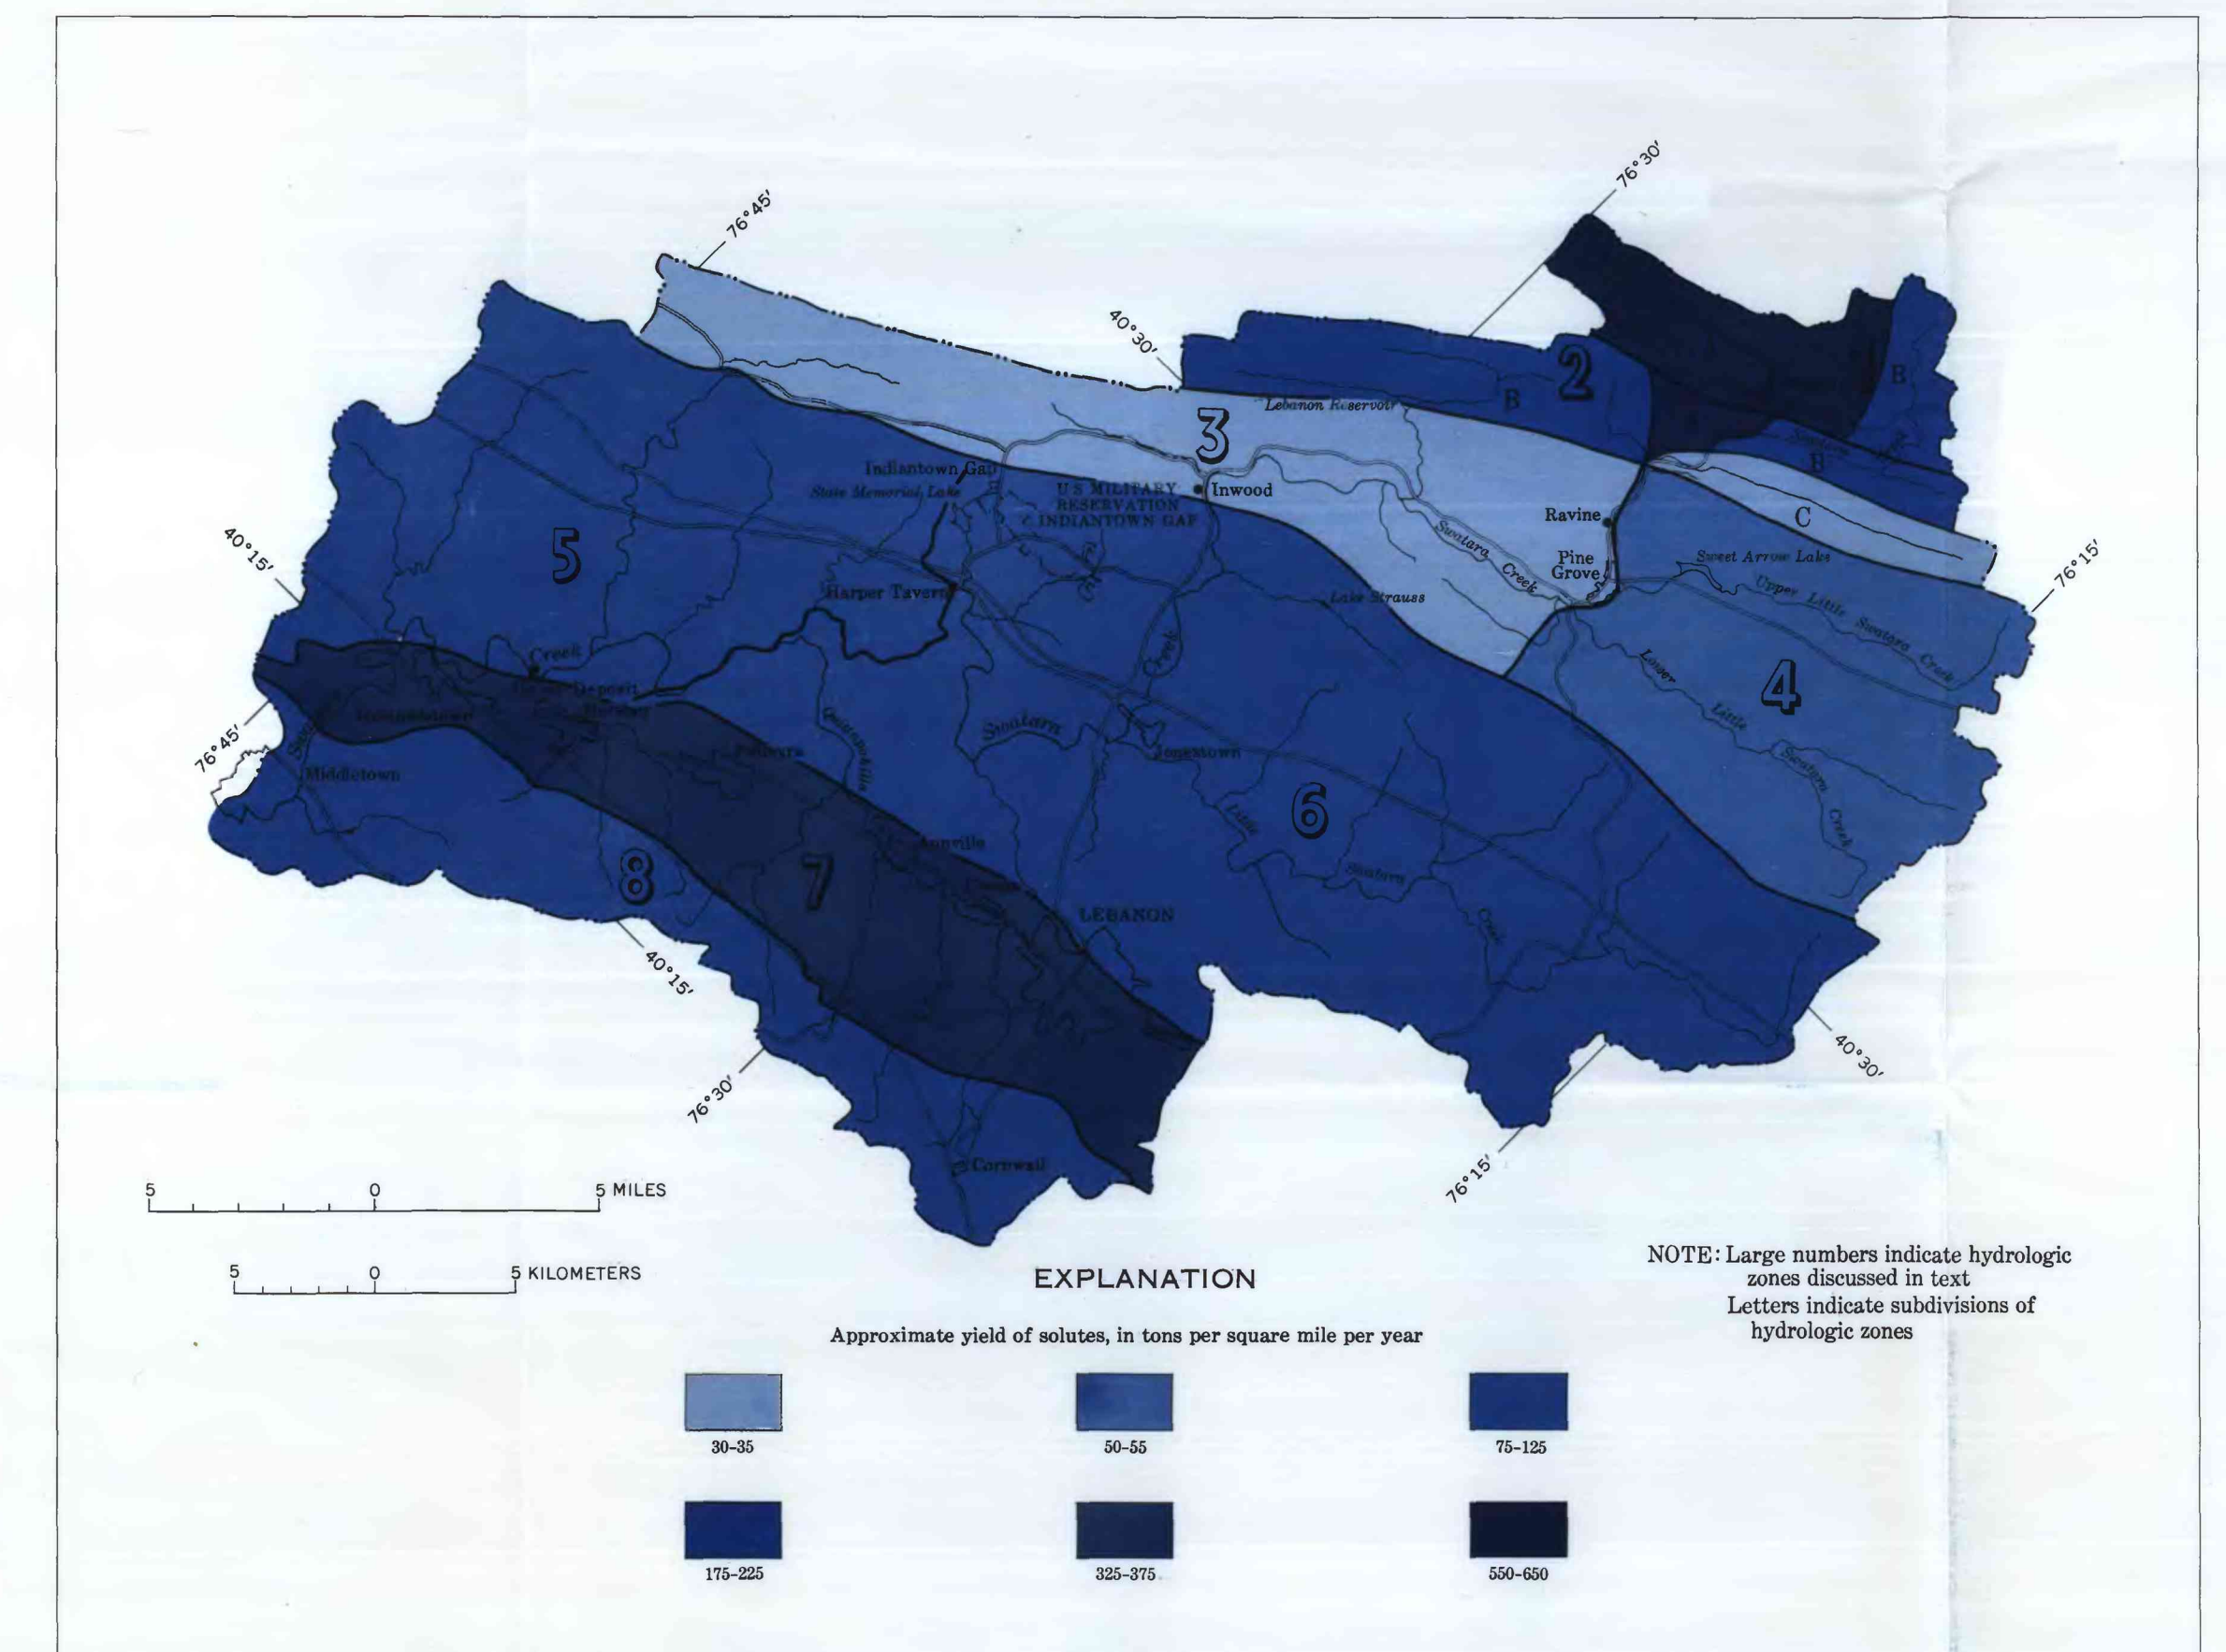 76°30′
76°45′
40°30′
2
B
B
Lebanon Reservoir
3
B
Indiantown Gap
State Memorial Lake
U S MILITARY
RESERVATION
INDIANTOWN GAP
Inwood
Ravine
C
Swatara
Creek
Pine
Grove
Sweet Arrow Lake
76°15′
5
40°15′
Harper Tavern
Lake Strauss
Upper Little Swatara Creek
Creek
Creek
Lower
Little
Swatara
Creek
4
Deposit
76°45′
Quittapahilla
Swatara
Jonestown
Palmyra
Middletown
6
Little
Swatara
Creek
Annville
8
7
LEBANON
40°15′
40°30′
76°30′
76°15′
Cornwall
5 0 5 MILES
5 0 5 KILOMETERS
EXPLANATION
Approximate yield of solutes, in tons per square mile per year
30-35
50-55
75-125
175-225
325-375
550-650
NOTE: Large numbers indicate hydrologic
zones discussed in text
Letters indicate subdivisions of
hydrologic zones